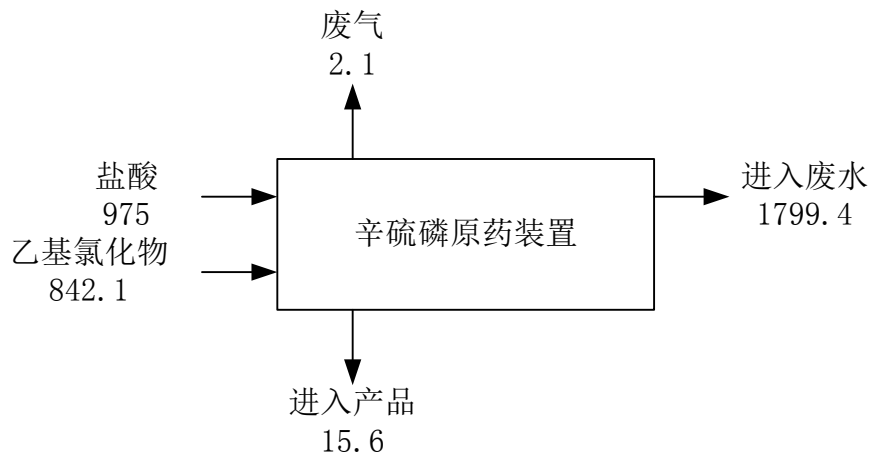 废气
2.1
盐酸
975
乙基氯化物
842.1
辛硫磷原药装置
进入废水
1799.4
进入产品
15.6